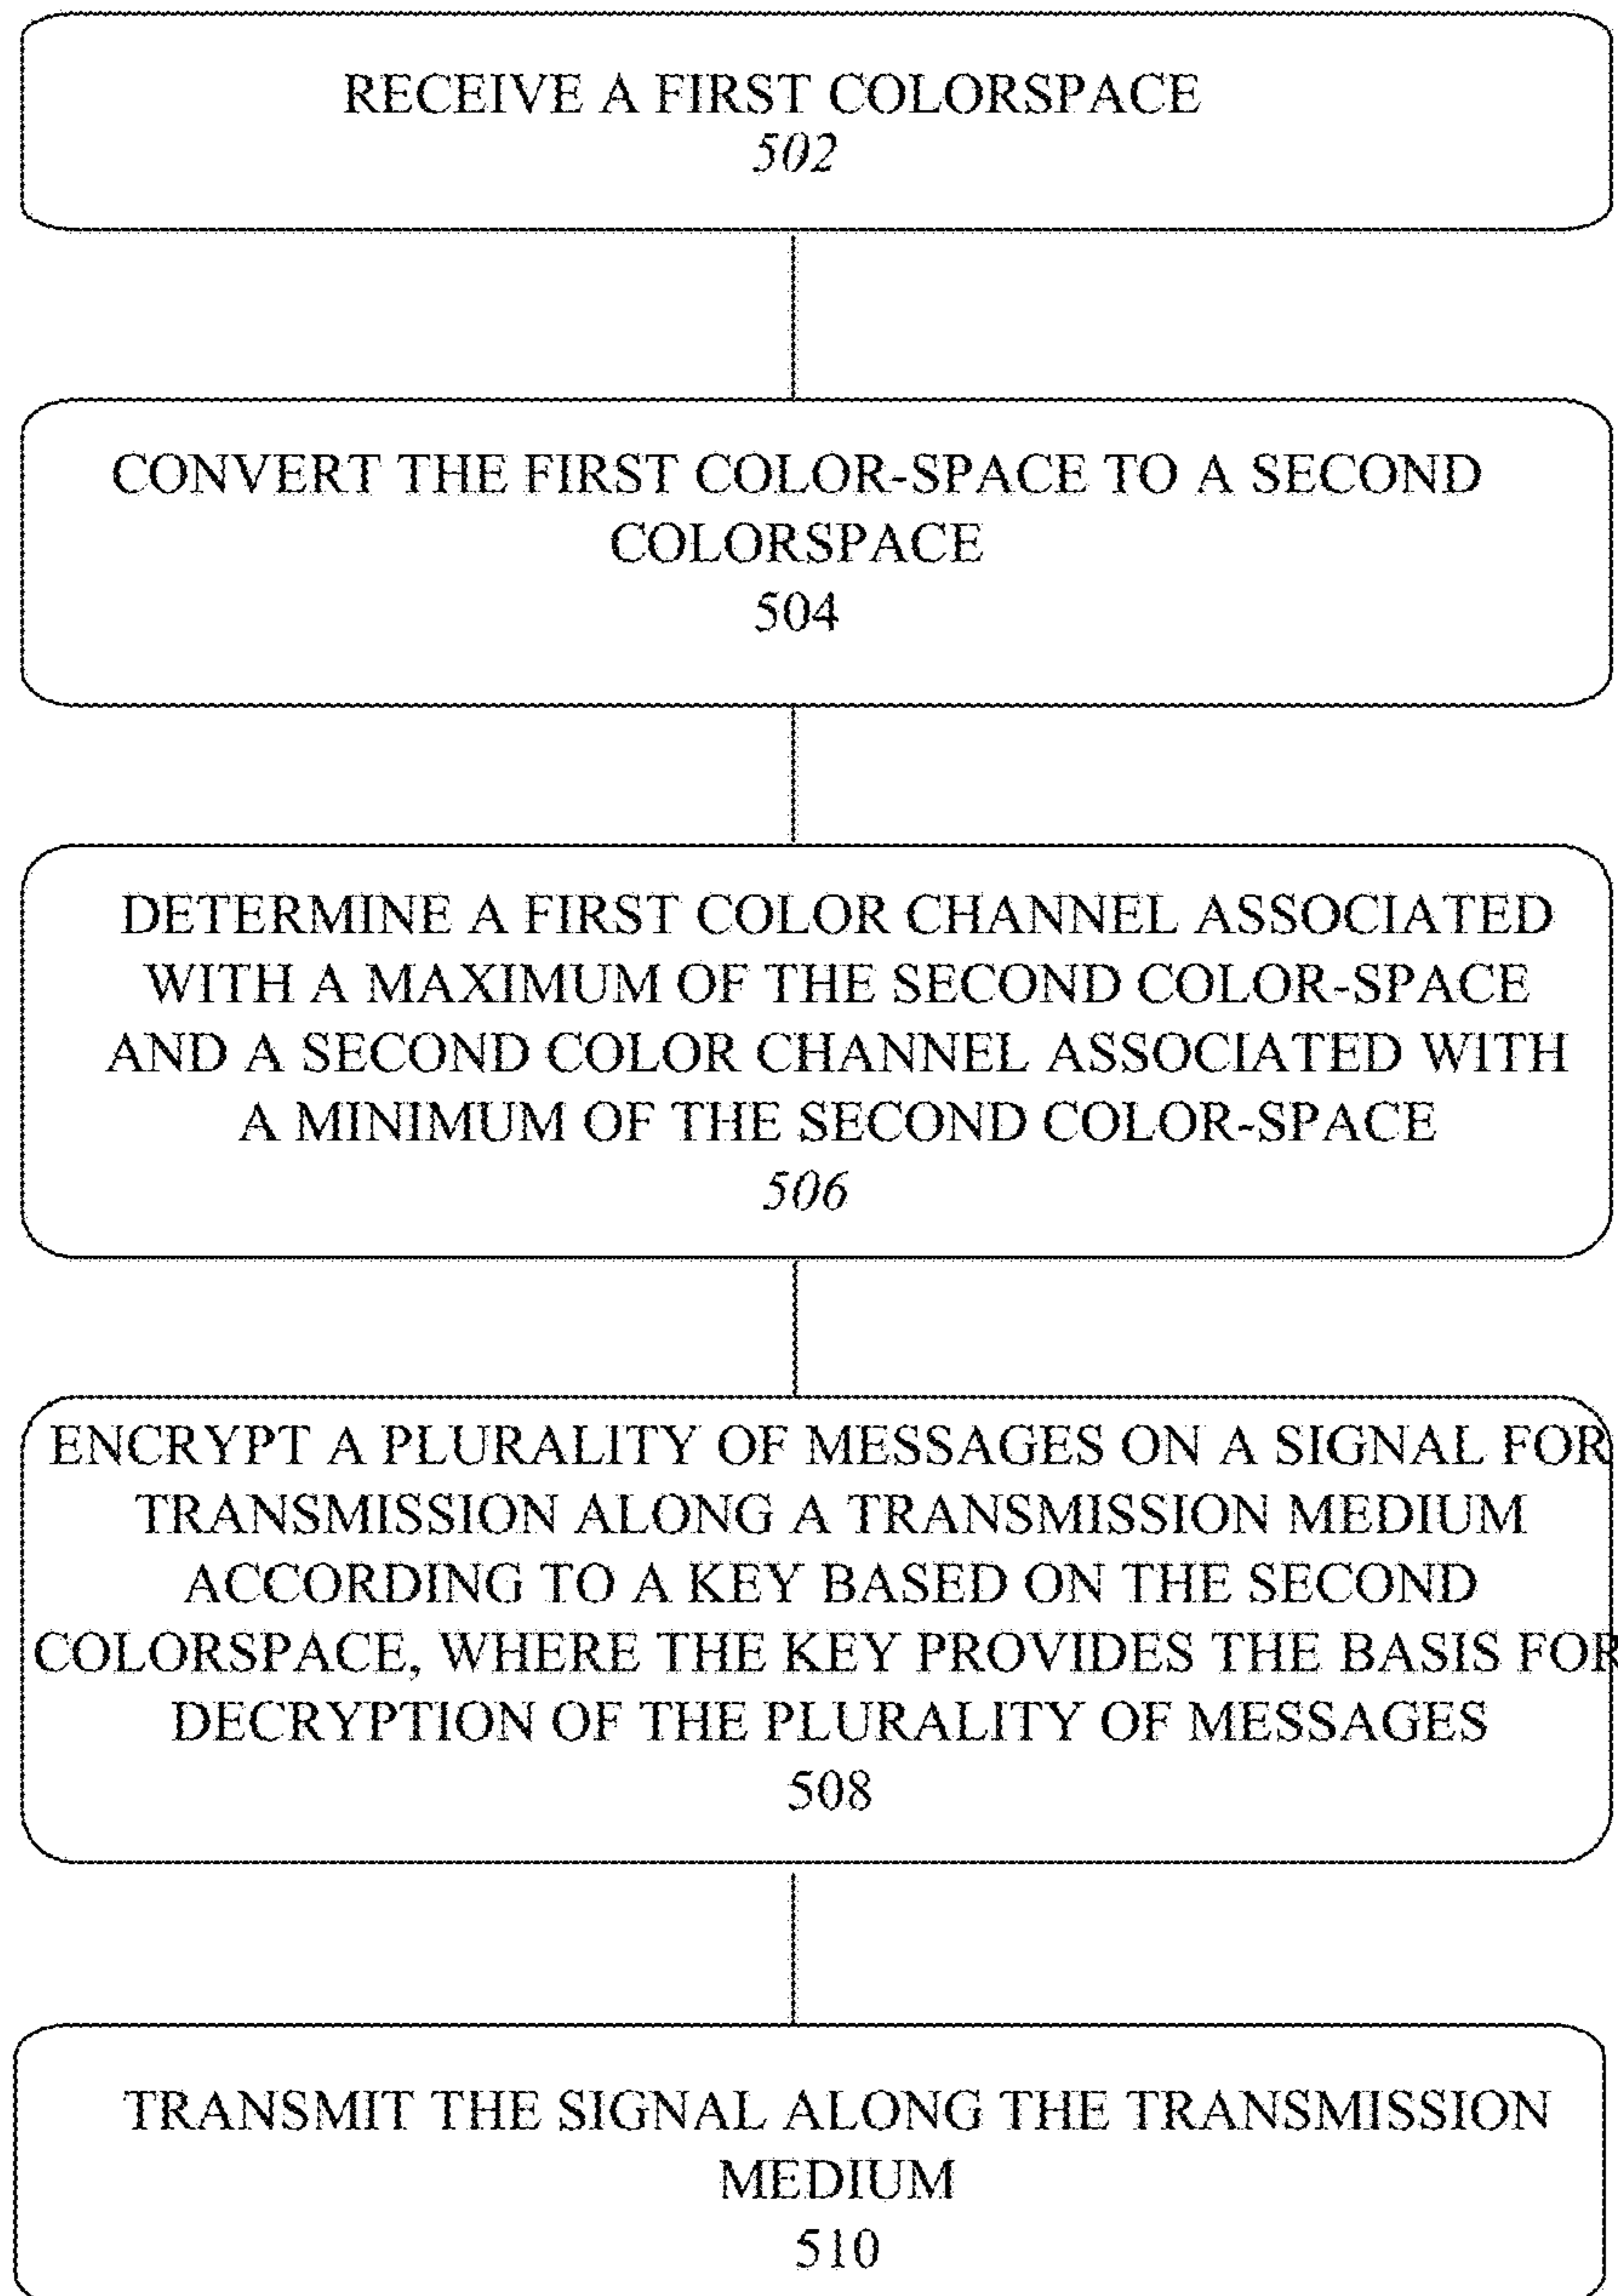 RECEIVE A FIRST COLORSPACE
502
CONVERT THE FIRST COLOR-SPACE TO A SECOND
COLORSPACE
504
DETERMINE A FIRST COLOR CHANNEL ASSOCIATED
WITH A MAXIMUM OF THE SECOND COLOR-SPACE
AND A SECOND COLOR CHANNEL ASSOCIATED WITH
A MINIMUM OF THE SECOND COLOR-SPACE
506
ENCRYPT A PLURALITY OF MESSAGES ON A SIGNAL FOR
TRANSMISSION ALONG A TRANSMISSION MEDIUM
ACCORDING TO A KEY BASED ON THE SECOND
COLORSPACE, WHERE THE KEY PROVIDES THE BASIS FOR
DECRYPTION OF THE PLURALITY OF MESSAGES
508
TRANSMIT THE SIGNAL ALONG THE TRANSMISSION
MEDIUM
510